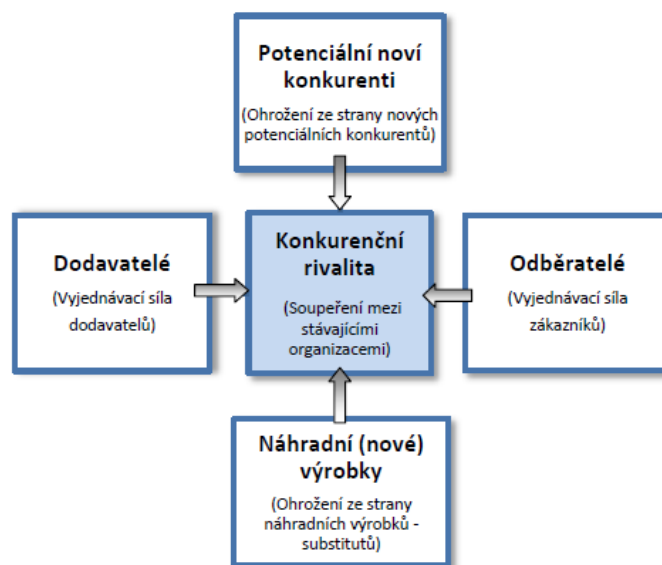 Potenciální noví
konkurenti
(Ohrožení ze strany nových
potenciálních konkurentů)
Dodavatelé
(Vyjednávací síla
dodavatelů)
Konkurenční
rivalita
(Soupeření mezi
stávajícími
organizacemi)
Odběratelé
(Vyjednávací síla
zákazníků)
Náhradní (nové)
výrobky
(Ohrožení ze strany
náhradních výrobků -
substitutů)